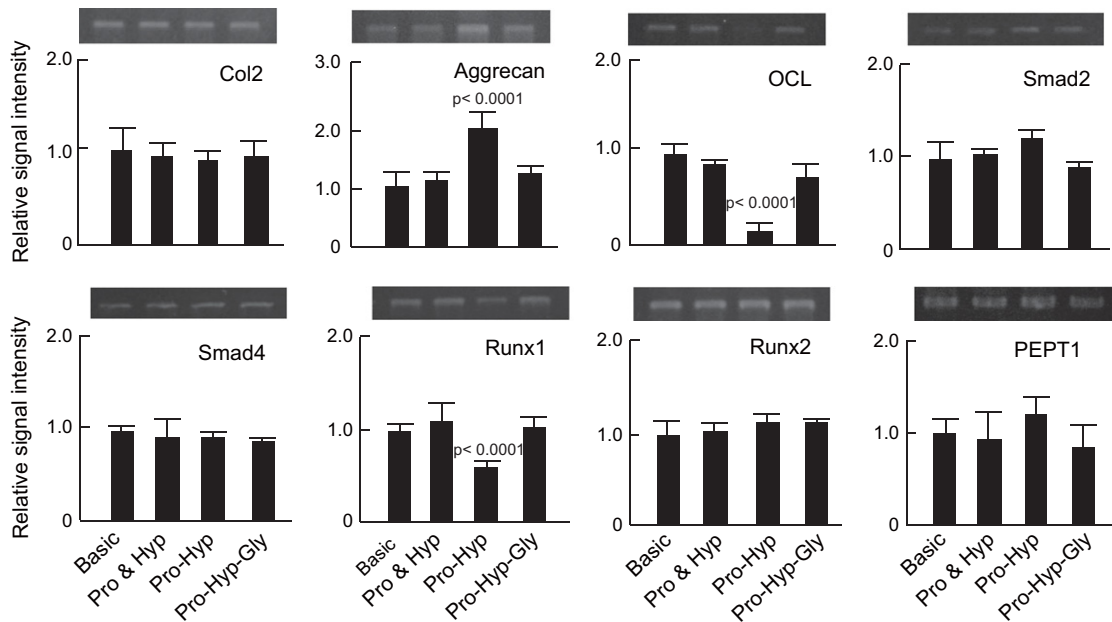 Relative signal intensity
2.0
1.0
0
Col2
3.0
2.0
1.0
0
Aggrecan
p< 0.0001
2.0
1.0
0
OCL
p< 0.0001
2.0
1.0
0
Smad2
Relative signal intensity
2.0
1.0
0
Smad4
Basic
Pro & Hyp
Pro-Hyp
Pro-Hyp-Gly
2.0
1.0
0
Runx1
p< 0.0001
Basic
Pro & Hyp
Pro-Hyp
Pro-Hyp-Gly
2.0
1.0
0
Runx2
Basic
Pro & Hyp
Pro-Hyp
Pro-Hyp-Gly
2.0
1.0
0
PEPT1
Basic
Pro & Hyp
Pro-Hyp
Pro-Hyp-Gly